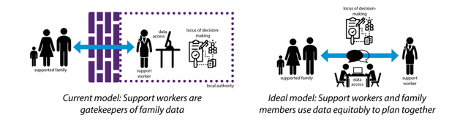 locus of decision-
making
data
access
supported family
support
worker
local authority
Current model: Support workers are
gatekeepers of family data
locus of decision-
making
supported family
data
access
support
worker
Ideal model: Support workers and family
members use data equitably to plan together